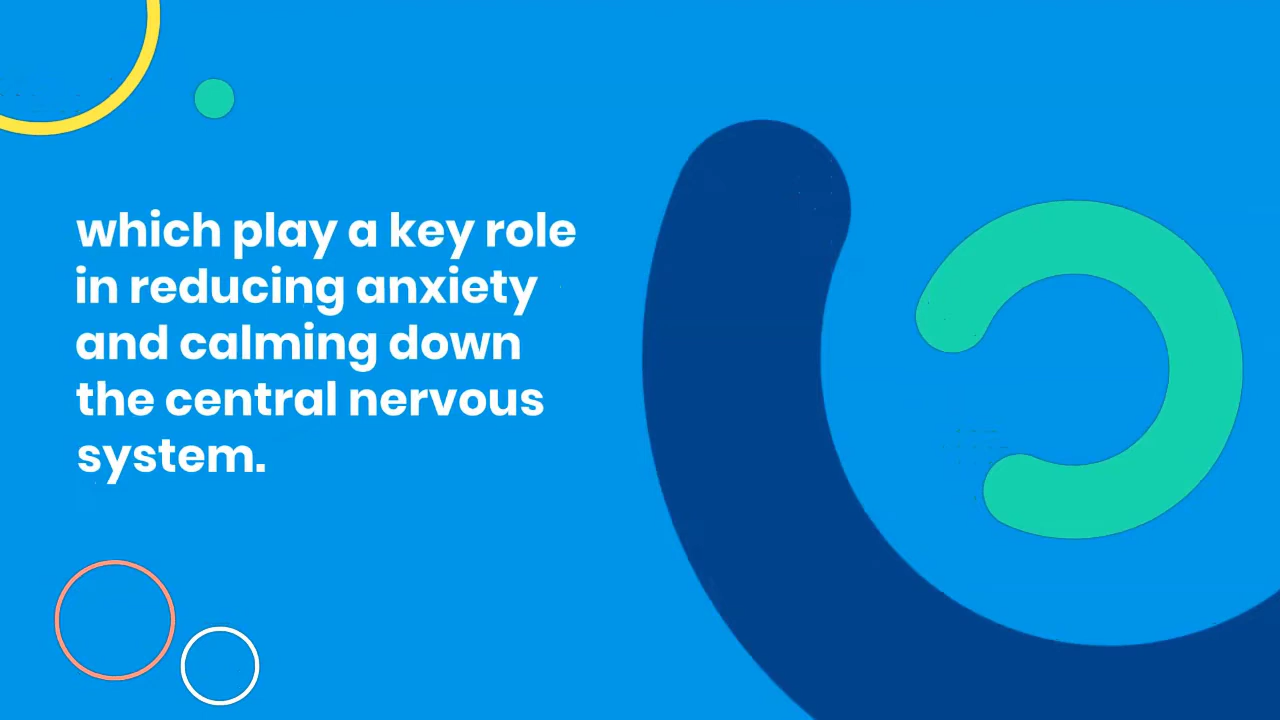 which play a key role
in reducing anxiety
and calming down
the central nervous
system.